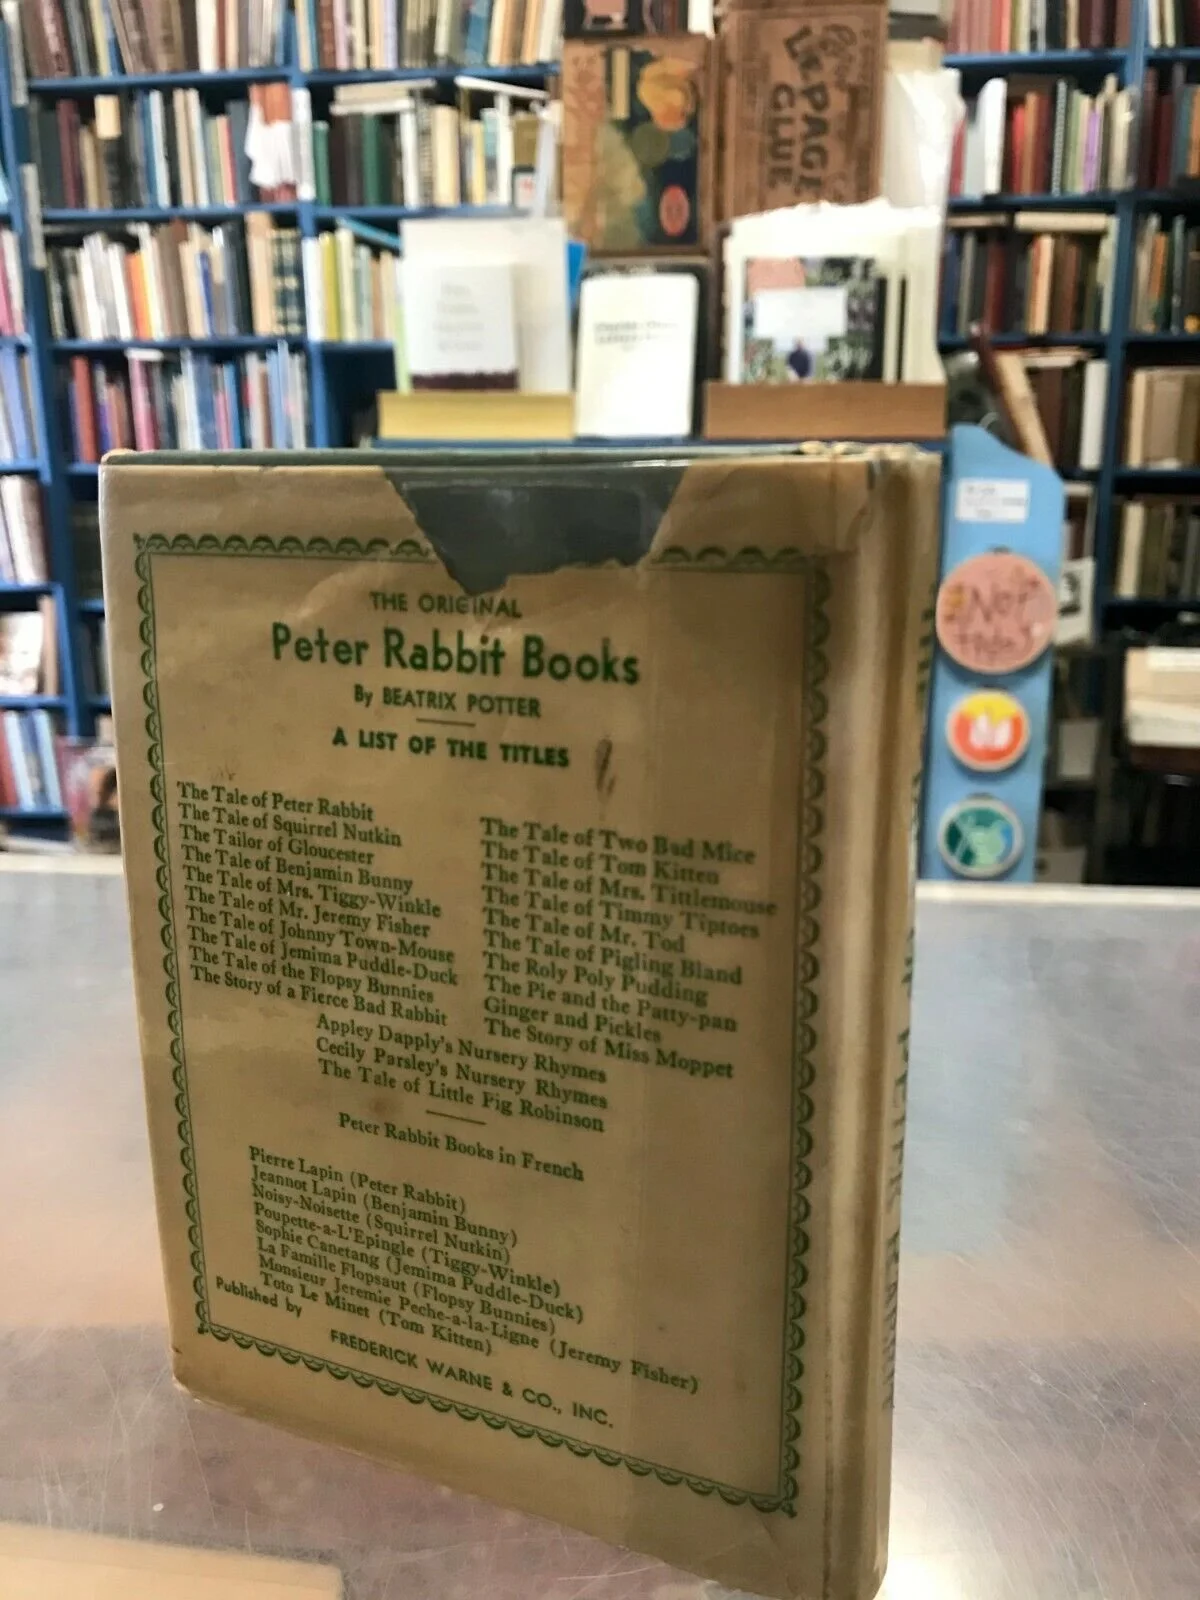 LePAGE
GLUE
NOT
THE ORIGINAL
Peter Rabbit Books
By BEATRIX POTTER
A LIST OF THE TITLES
The Tale of Peter Rabbit
The Tale of Squirrel Nutkin
The Tailor of Gloucester
The Tale of Benjamin Bunny
The Tale of Mrs. Tiggy-Winkle
The Tale of Mr. Jeremy Fisher
The Tale of Johnny Town-Mouse
The Tale of Jemima Puddle-Duck
The Tale of the Flopsy Bunnies
The Story of a Fierce Bad Rabbit
The Tale of Two Bad Mice
The Tale of Tom Kitten
The Tale of Mrs. Tittlemouse
The Tale of Timmy Tiptoes
The Tale of Mr. Tod
The Tale of Pigling Bland
The Roly Poly Pudding
The Pie and the Patty-pan
Ginger and Pickles
The Story of Miss Moppet
Appley Dapply's Nursery Rhymes
Cecily Parsley's Nursery Rhymes
The Tale of Little Pig Robinson
Peter Rabbit Books in French
Pierre Lapin (Peter Rabbit)
Jeannot Lapin (Benjamin Bunny)
Noisy-Noisette (Squirrel Nutkin)
Poupette-a-L'Epingle (Tiggy-Winkle)
Sophie Canetang (Jemima Puddle-Duck)
La Famille Flopsaut (Flopsy Bunnies)
Monsieur Jeremie Peche-a-la-Ligne (Jeremy Fisher)
Toto Le Minet (Tom Kitten)
Published by
FREDERICK WARNE & CO., INC.
PETER RABBIT